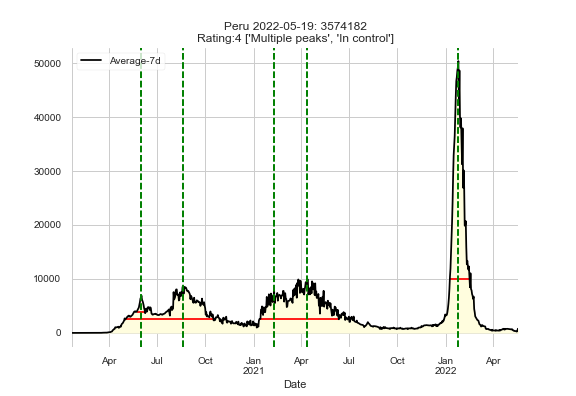 Peru 2022-05-19: 3574182
Rating:4 ['Multiple peaks', 'In control']
Average-7d
50000
40000
30000
20000
10000
0
Apr Jul Oct Jan Apr Jul Oct Jan Apr
2021 2022
Date